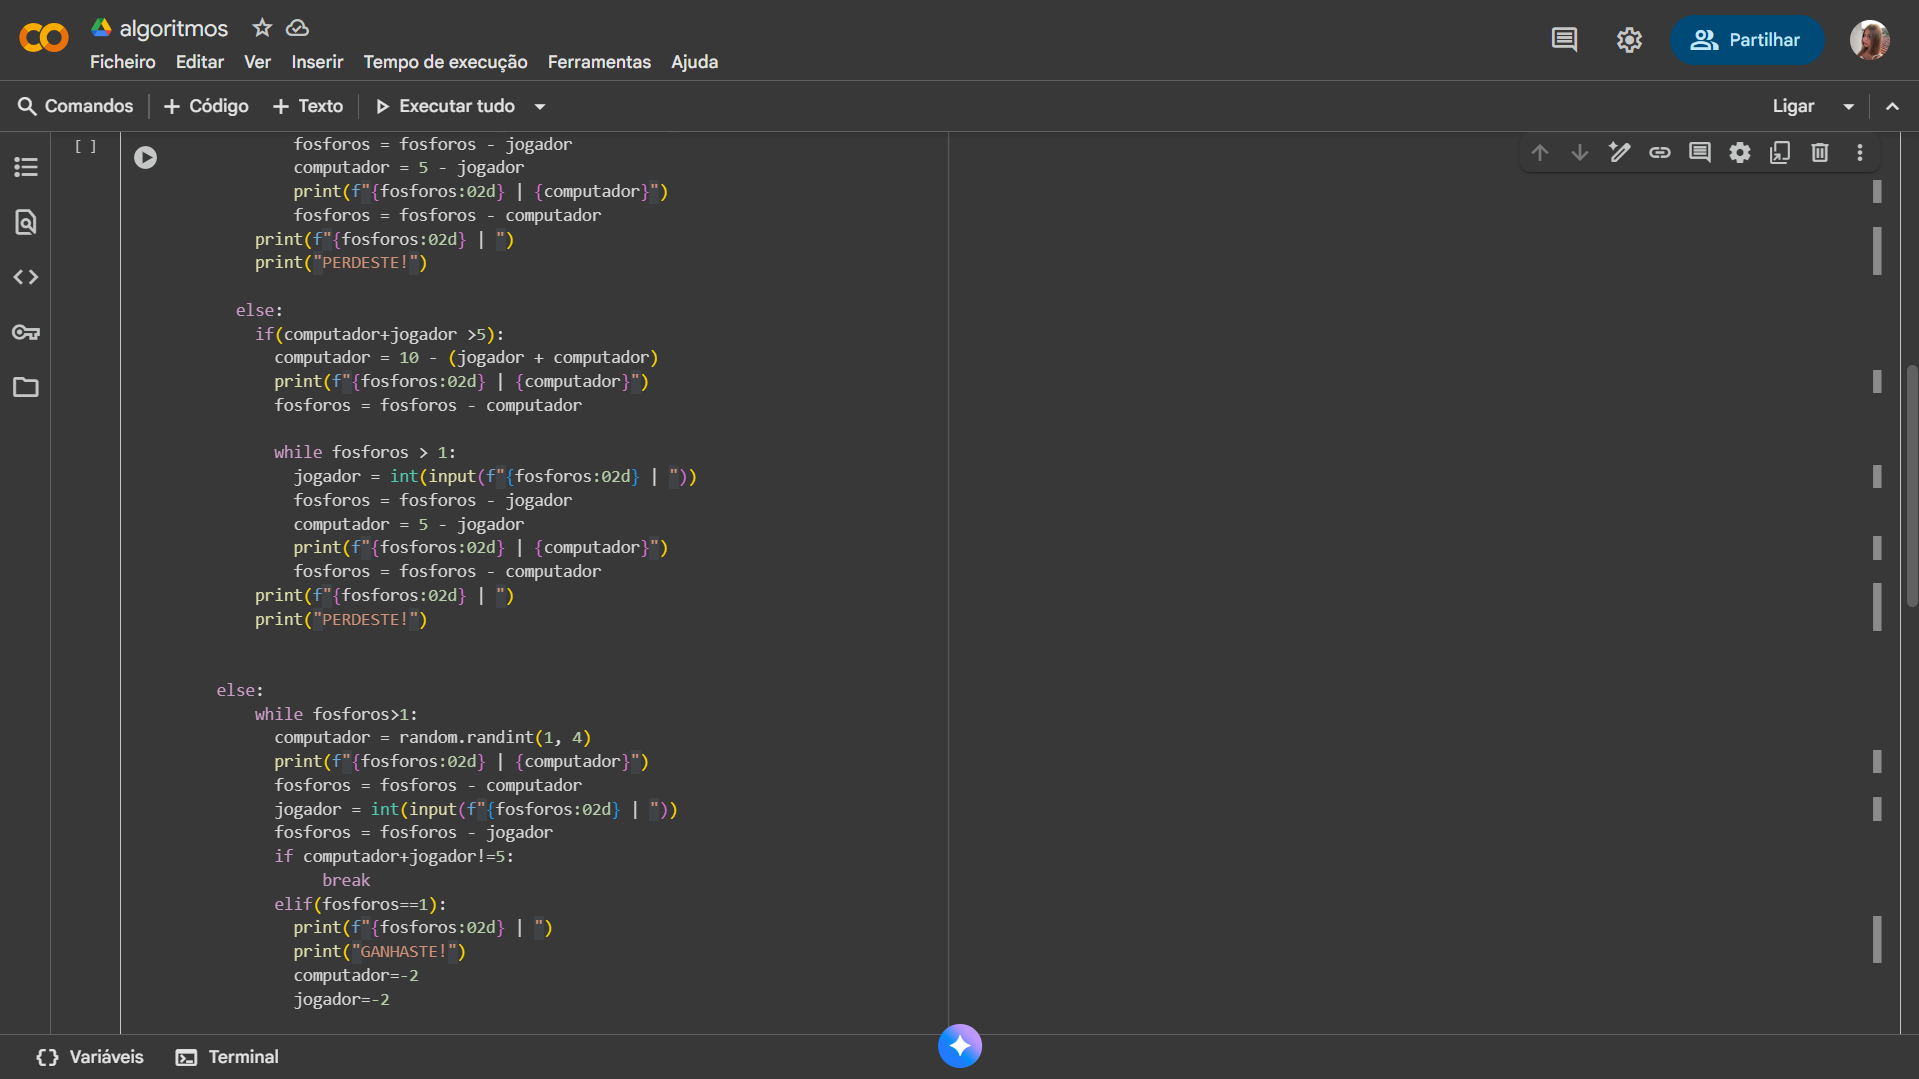 algoritmos
Ficheiro Editar Ver Inserir Tempo de execução Ferramentas Ajuda
Partilhar
Comandos + Código + Texto Executar tudo
Ligar
[ ]
fosforos = fosforos - jogador
computador = 5 - jogador
print(f"{fosforos:02d} | {computador}")
fosforos = fosforos - computador
print(f"{fosforos:02d} | ")
print("PERDESTE!")
else:
if(computador+jogador >5):
computador = 10 - (jogador + computador)
print(f"{fosforos:02d} | {computador}")
fosforos = fosforos - computador
while fosforos > 1:
jogador = int(input(f"{fosforos:02d} | "))
fosforos = fosforos - jogador
computador = 5 - jogador
print(f"{fosforos:02d} | {computador}")
fosforos = fosforos - computador
print(f"{fosforos:02d} | ")
print("PERDESTE!")
else:
while fosforos>1:
computador = random.randint(1, 4)
print(f"{fosforos:02d} | {computador}")
fosforos = fosforos - computador
jogador = int(input(f"{fosforos:02d} | "))
fosforos = fosforos - jogador
if computador+jogador!=5:
break
elif(fosforos==1):
print(f"{fosforos:02d} | ")
print("GANHASTE!")
computador=-2
jogador=-2
Variáveis Terminal